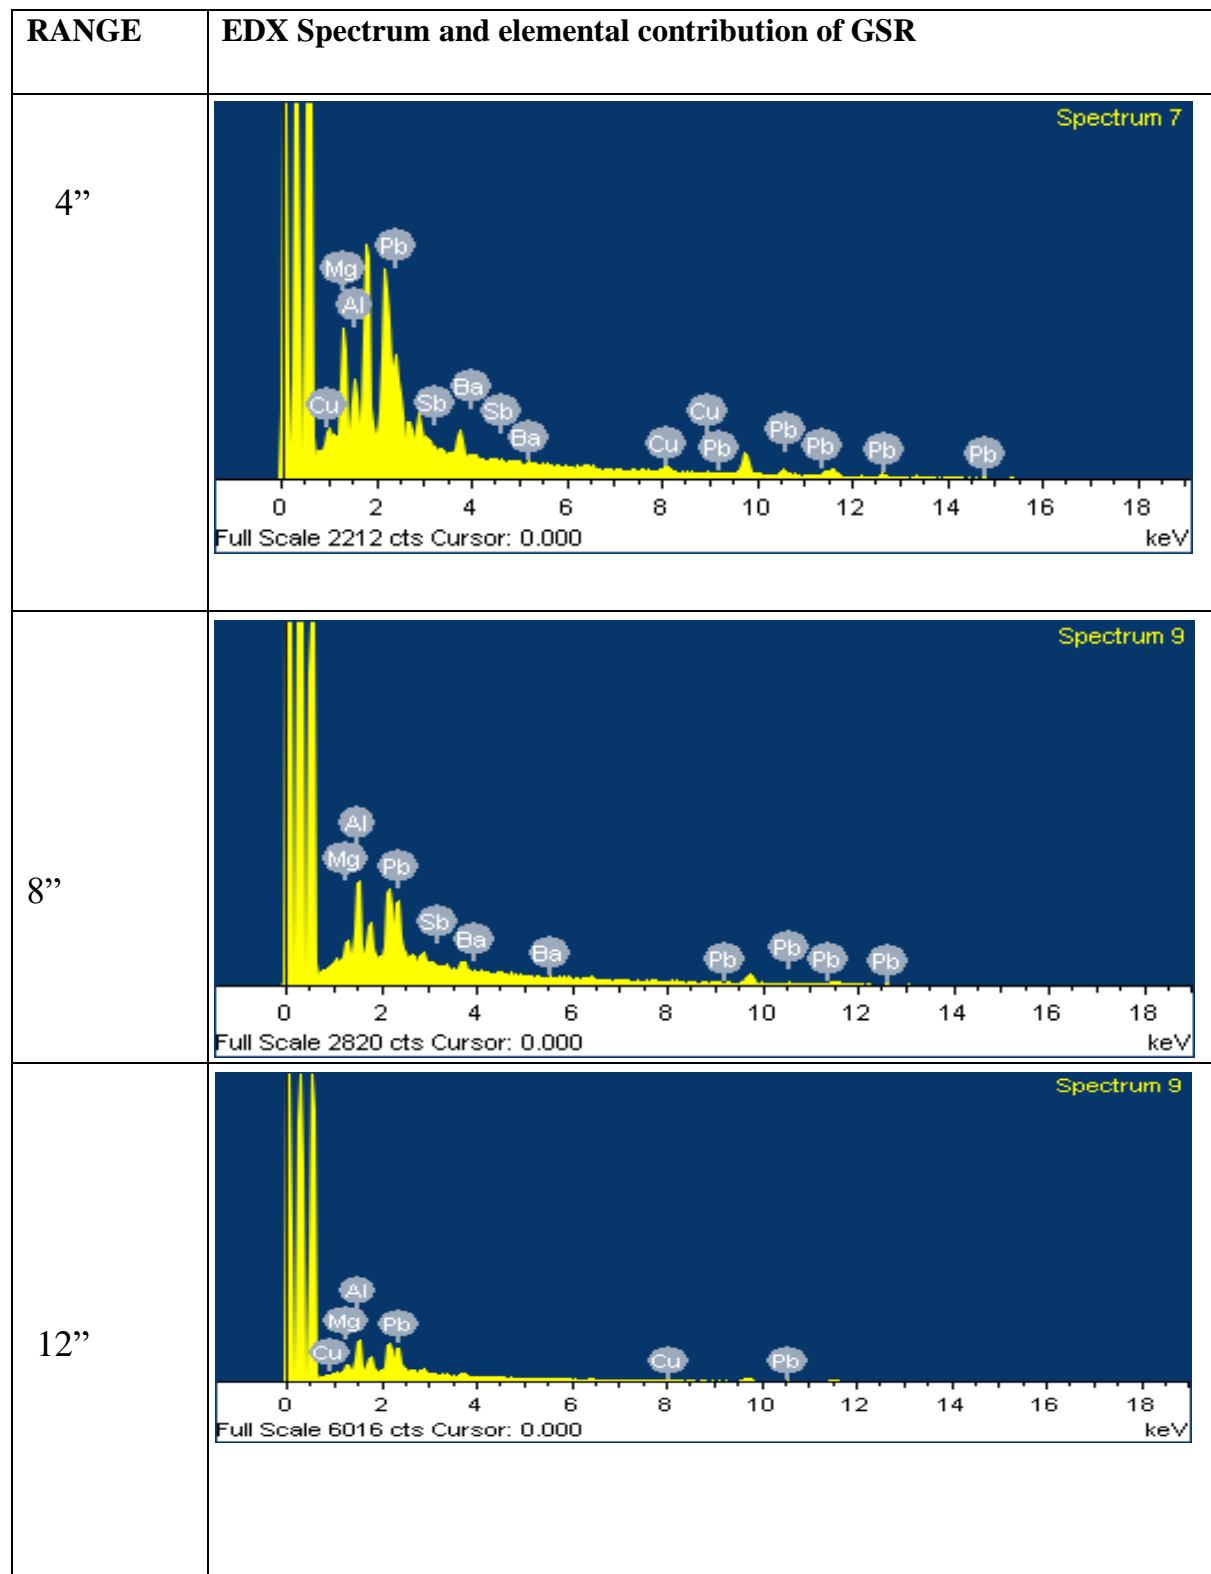 RANGE
EDX Spectrum and elemental contribution of GSR
4”
Spectrum 7
Pb
Mg
Al
Cu
Sb
Ba
Sb
Ba
Cu
Cu
Pb
Pb
Pb
Pb
Pb
0 2 4 6 8 10 12 14 16 18
Full Scale 2212 cts Cursor: 0.000 keV
8”
Spectrum 9
Al
Mg
Pb
Sb
Ba
Ba
Pb
Pb
Pb
Pb
0 2 4 6 8 10 12 14 16 18
Full Scale 2820 cts Cursor: 0.000 keV
12”
Spectrum 9
Al
Mg
Pb
Cu
Cu
Pb
0 2 4 6 8 10 12 14 16 18
Full Scale 6016 cts Cursor: 0.000 keV